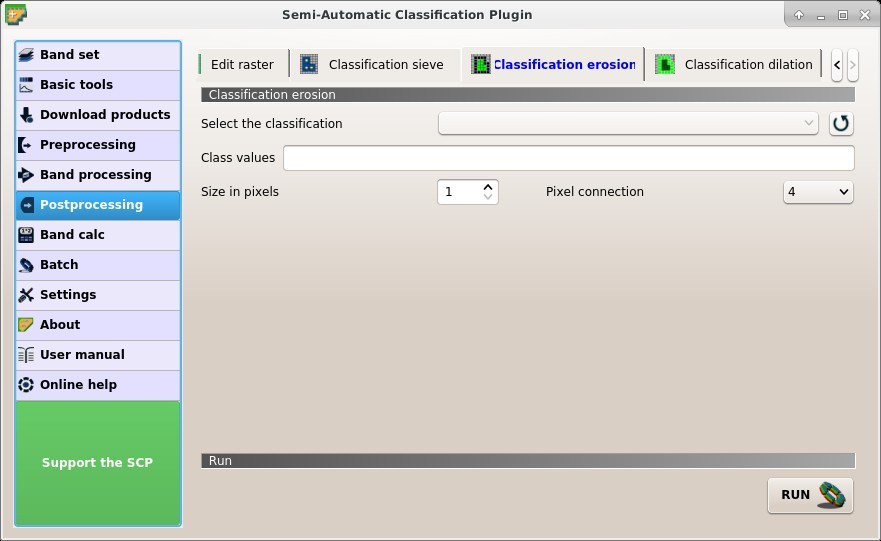 Semi-Automatic Classification Plugin
Band set
Basic tools
Download products
Preprocessing
Band processing
Postprocessing
Band calc
Batch
Settings
About
User manual
Online help
Support the SCP
Edit raster
Classification sieve
Classification erosion
Classification dilation
< >
Classification erosion
Select the classification
Class values
Size in pixels 1 Pixel connection 4
Run
RUN